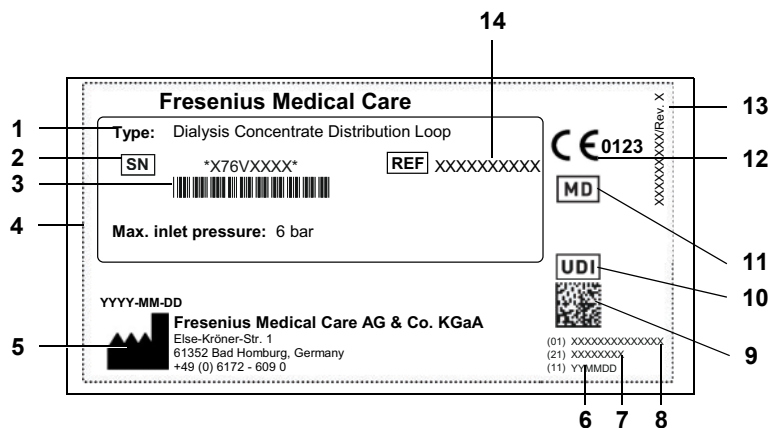 14
Fresenius Medical Care
13
1
Type: Dialysis Concentrate Distribution Loop
XXXXXXXXXX/Rev. X
2
SN
*X76VXXXX*
REF XXXXXXXXXX
CE 0123
12
3
MD
4
Max. inlet pressure: 6 bar
11
UDI
10
YYYY-MM-DD
Fresenius Medical Care AG & Co. KGaA
5
Else-Kröner-Str. 1
61352 Bad Homburg, Germany
+49 (0) 6172 - 609 0
9
(01) XXXXXXXXXXXXXX
(21) XXXXXXXX
(11) YYMMDD
6 7 8